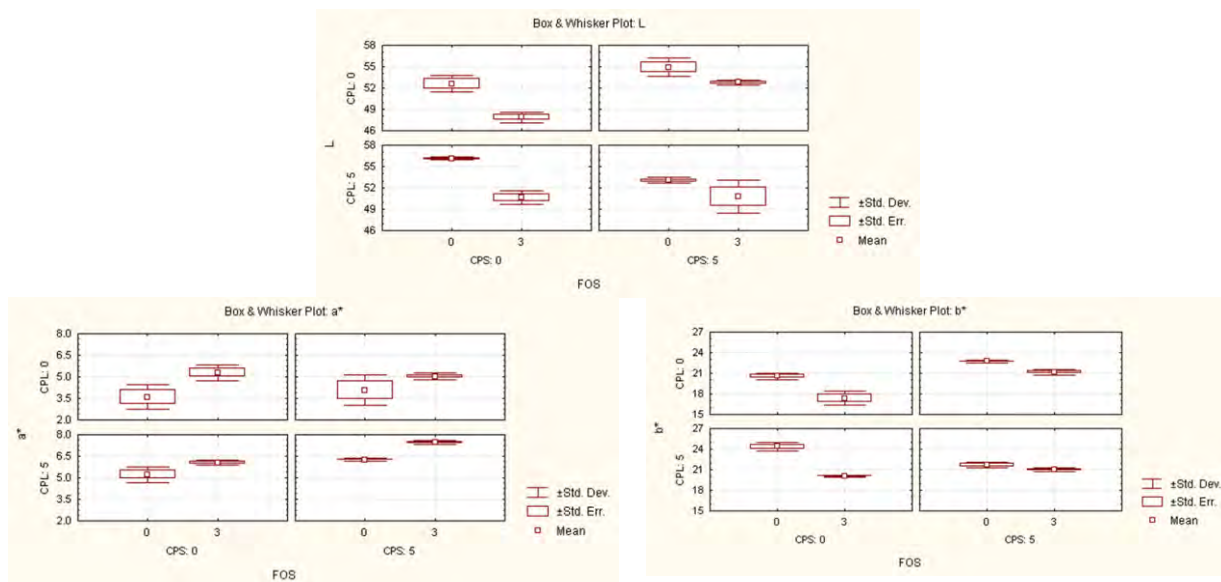 Box & Whisker Plot: L
58
55
52
49
46
CPL: 0
L
58
55
52
49
46
CPL: 5
0 3
CPS: 0
0 3
CPS: 5
FOS
±Std. Dev.
±Std. Err.
Mean
Box & Whisker Plot: a*
8.0
6.5
5.0
3.5
2.0
CPL: 0
a*
8.0
6.5
5.0
3.5
2.0
CPL: 5
0 3
CPS: 0
0 3
CPS: 5
FOS
±Std. Dev.
±Std. Err.
Mean
Box & Whisker Plot: b*
27
24
21
18
15
CPL: 0
b*
27
24
21
18
15
CPL: 5
0 3
CPS: 0
0 3
CPS: 5
FOS
±Std. Dev.
±Std. Err.
Mean